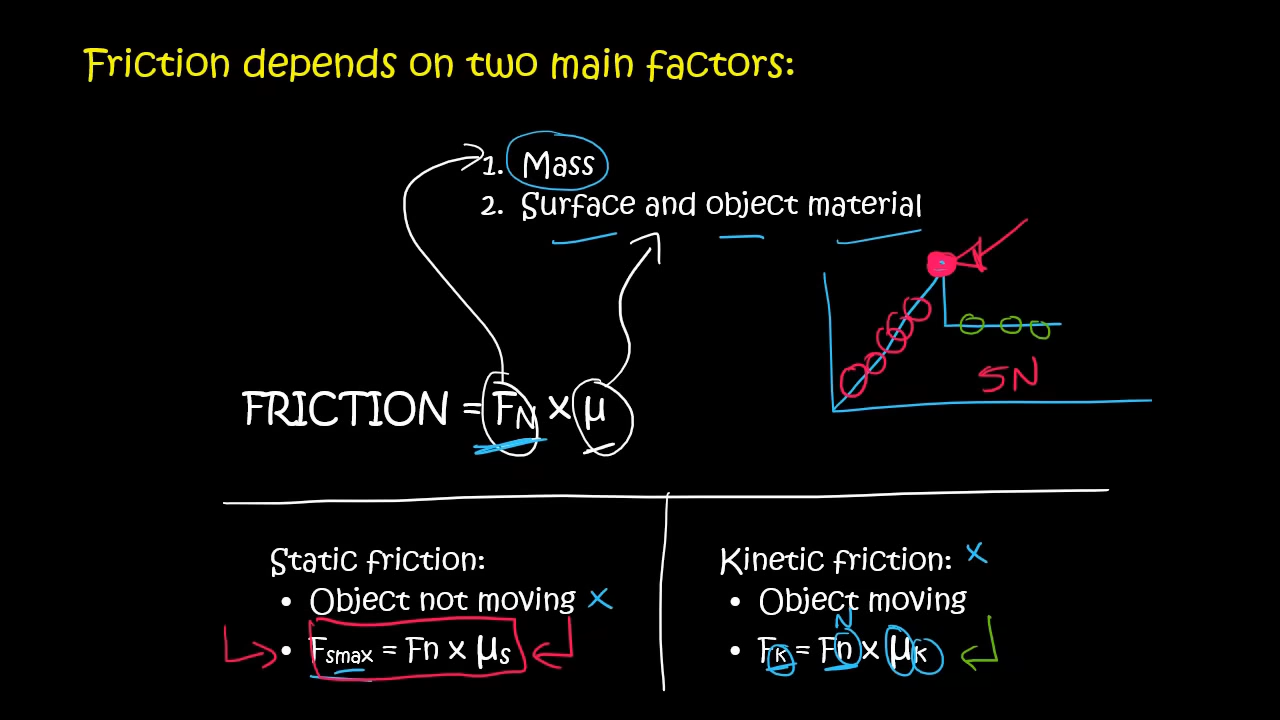 Friction depends on two main factors:
1. Mass
2. Surface and object material
5N
FRICTION = FN x μ
Static friction:
• Object not moving x
• Fsmax = Fn x μs
Kinetic friction: x
• Object moving
N
• Fk = Fn x μk